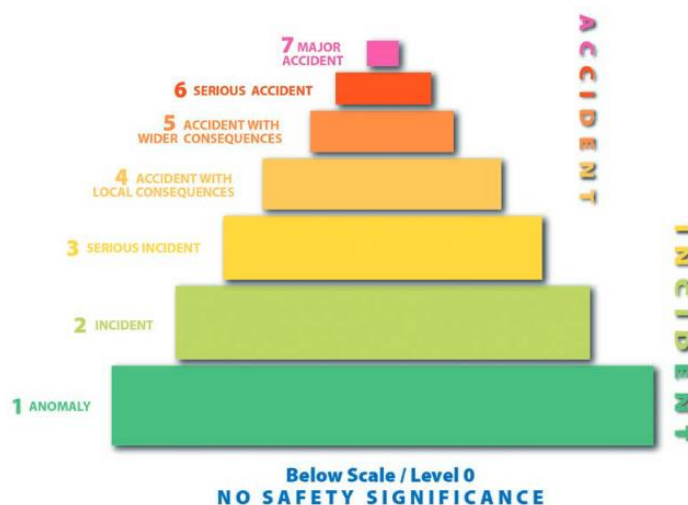 7 MAJOR
ACCIDENT
6 SERIOUS ACCIDENT
5 ACCIDENT WITH
WIDER CONSEQUENCES
4 ACCIDENT WITH
LOCAL CONSEQUENCES
3 SERIOUS INCIDENT
2 INCIDENT
1 ANOMALY
ACCIDENT
INCIDENT
Below Scale / Level 0
NO SAFETY SIGNIFICANCE